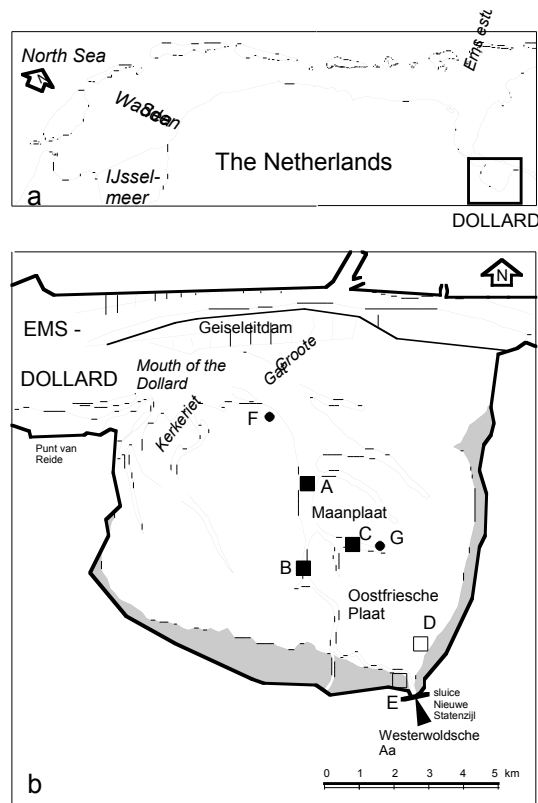 North Sea
N
Ems estu
Wadden
Sea
The Netherlands
IJssel-
meer
a
DOLLARD
N
EMS -
Geiseleitdam
DOLLARD
Mouth of the
Dollard
Groote
Gat
Kerkeriet
F
Punt van
Reide
A
Maanplaat
C
G
B
Oostfriesche
Plaat
D
E
sluice
Nieuwe
Statenzijl
Westerwoldsche
Aa
0 1 2 3 4 5 km
b